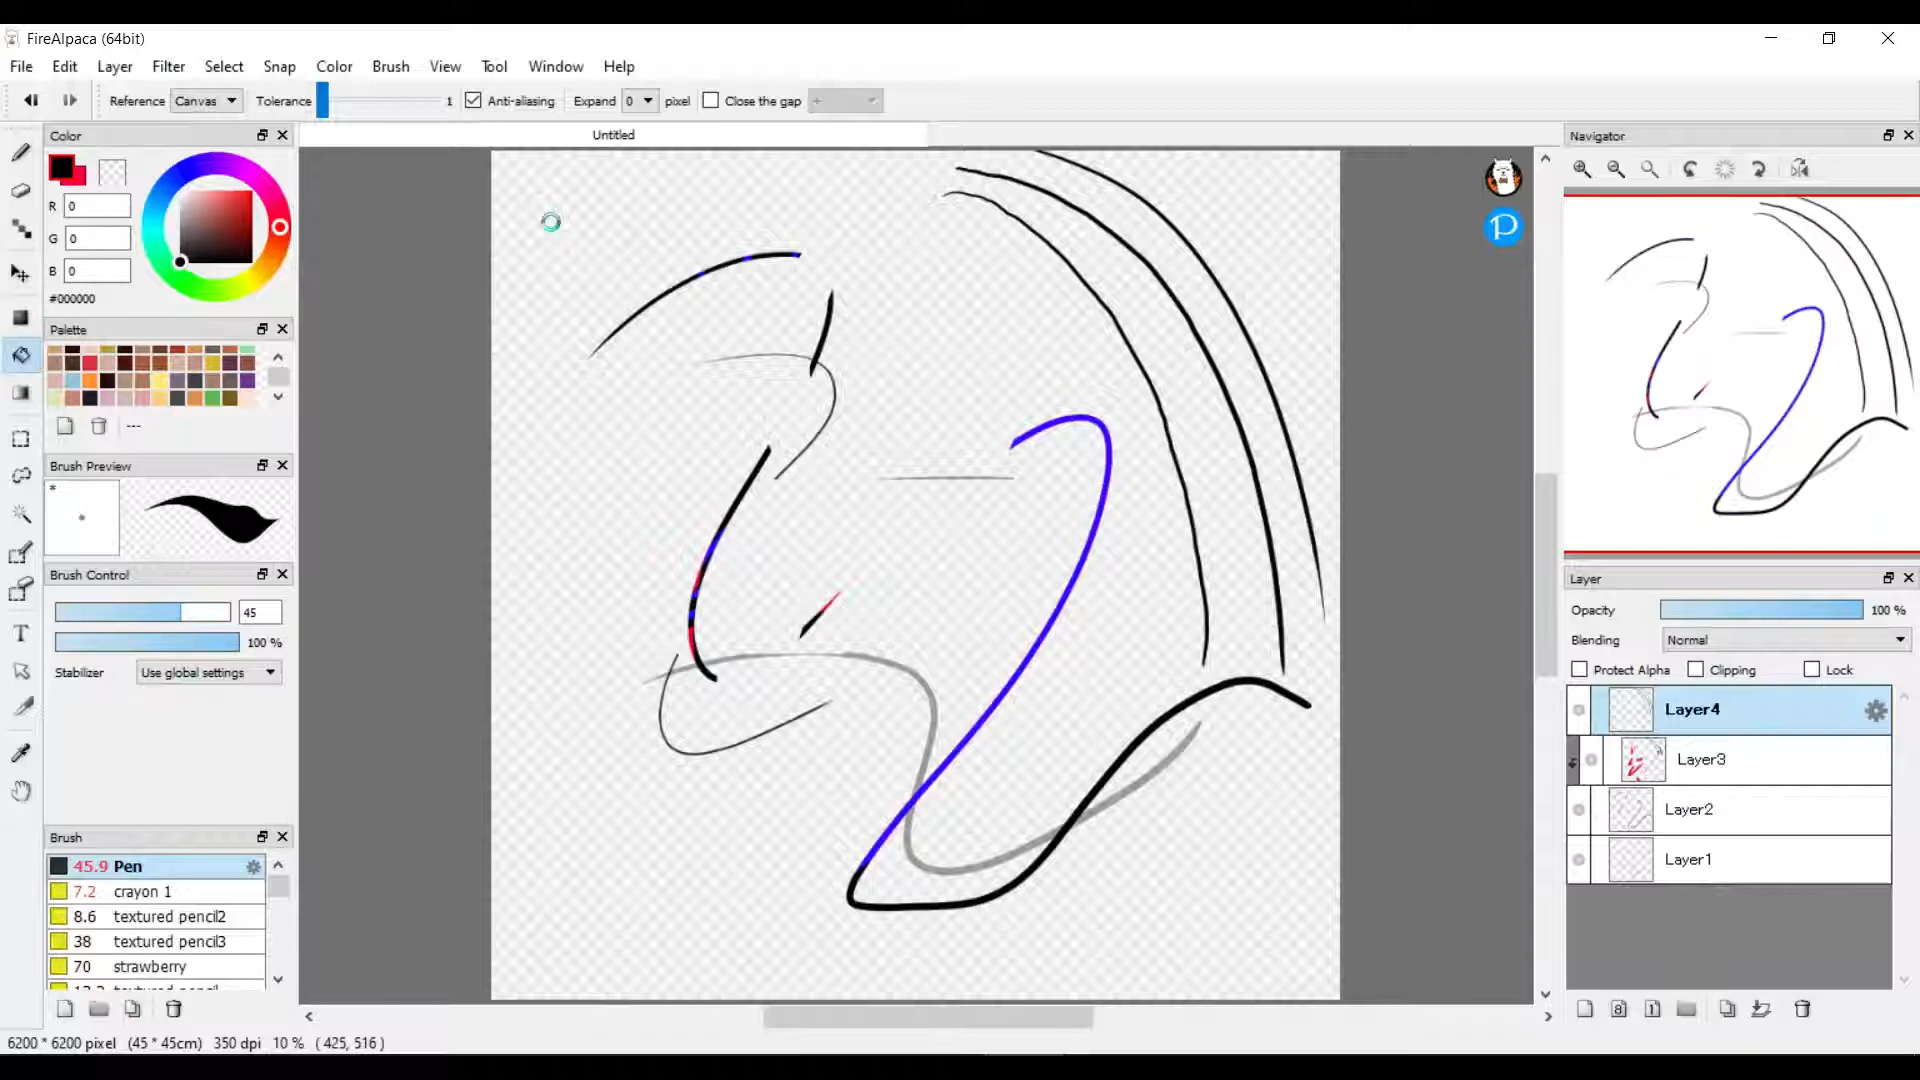 FireAlpaca (64bit)
File Edit Layer Filter Select Snap Color Brush View Tool Window Help
Reference Canvas Tolerance 1 Anti-aliasing Expand 0 pixel Close the gap
Color
Untitled
Navigator
R 0
G 0
B 0
#000000
Palette
---
Brush Preview
*
Brush Control
45
100 %
Stabilizer Use global settings
Brush
45.9 Pen
7.2 crayon 1
8.6 textured pencil2
38 textured pencil3
70 strawberry
Layer
Opacity 100 %
Blending Normal
Protect Alpha Clipping Lock
Layer4
Layer3
Layer2
Layer1
6200 * 6200 pixel (45 * 45cm) 350 dpi 10 % ( 425, 516 )